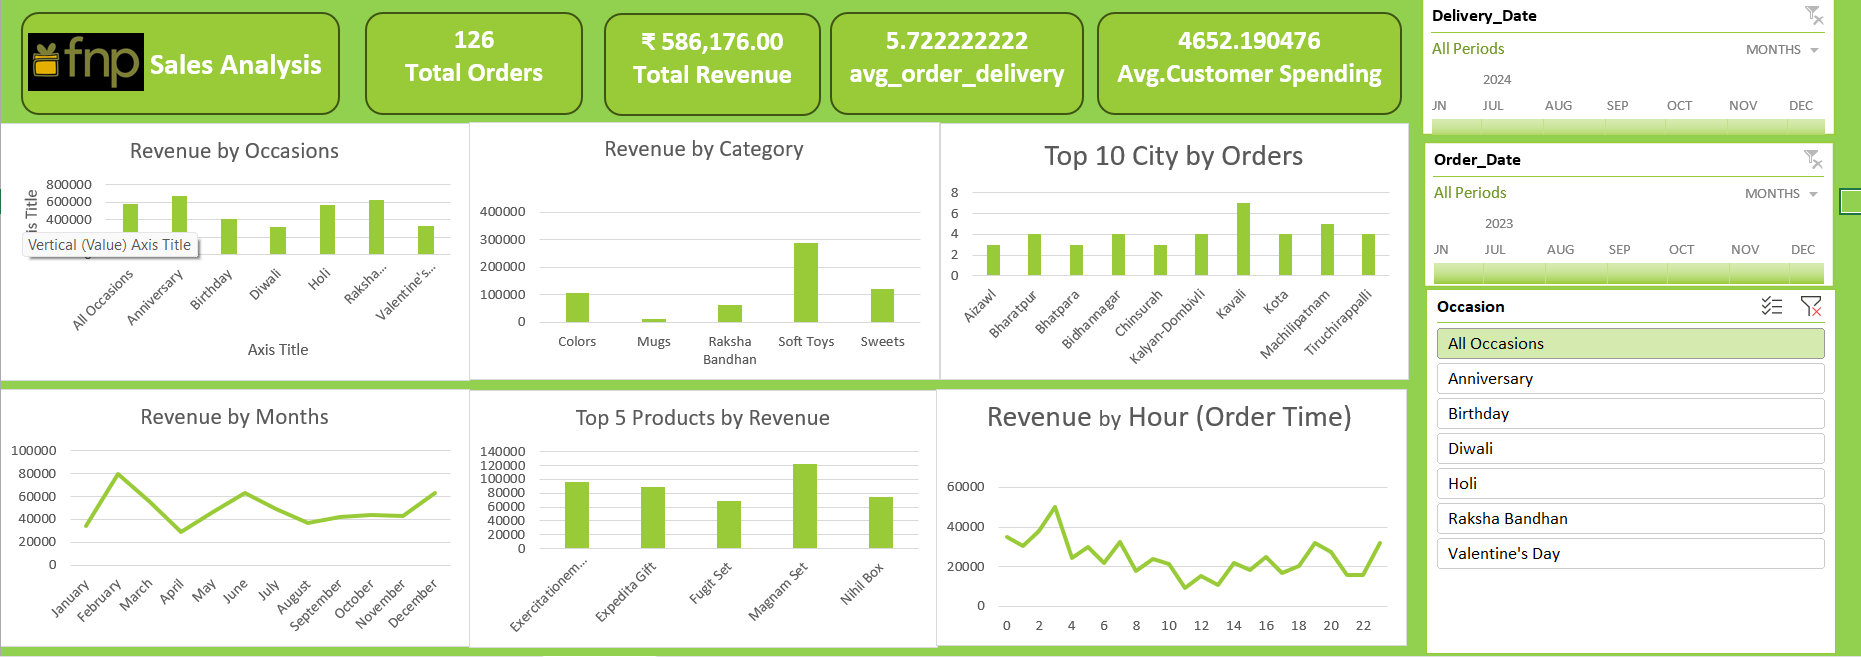 fnp Sales Analysis
126
Total Orders
₹ 586,176.00
Total Revenue
5.722222222
avg_order_delivery
4652.190476
Avg.Customer Spending
Delivery_Date
All Periods
MONTHS
2024
JN JUL AUG SEP OCT NOV DEC
Order_Date
All Periods
MONTHS
2023
JN JUL AUG SEP OCT NOV DEC
Occasion
All Occasions
Anniversary
Birthday
Diwali
Holi
Raksha Bandhan
Valentine's Day
Revenue by Occasions
800000
600000
400000
is Title
Vertical (Value) Axis Title
All Occasions
Anniversary
Birthday
Diwali
Holi
Raksha...
Valentine's...
Axis Title
Revenue by Category
400000
300000
200000
100000
0
Colors
Mugs
Raksha
Bandhan
Soft Toys
Sweets
Top 10 City by Orders
8
6
4
2
0
Aizawl
Bharatpur
Bhatpara
Bidhannagar
Chinsurah
Kalyan-Dombivli
Kavali
Kota
Machilipatnam
Tiruchirappalli
Revenue by Months
100000
80000
60000
40000
20000
0
January
February
March
April
May
June
July
August
September
October
November
December
Top 5 Products by Revenue
140000
120000
100000
80000
60000
40000
20000
0
Exercitationem...
Expedita Gift
Fugit Set
Magnam Set
Nihil Box
Revenue by Hour (Order Time)
60000
40000
20000
0
0 2 4 6 8 10 12 14 16 18 20 22